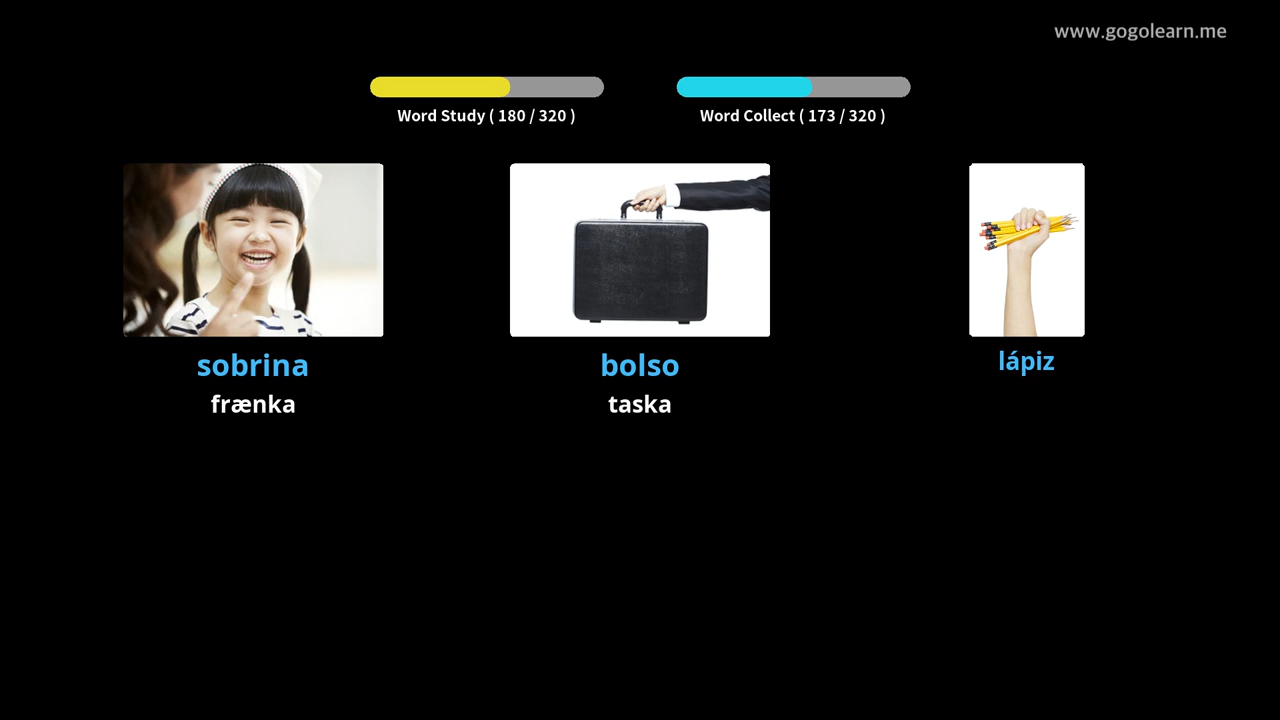 www.gogolearn.me
Word Study ( 180 / 320 )
Word Collect ( 173 / 320 )
sobrina
bolso
lápiz
frænka
taska